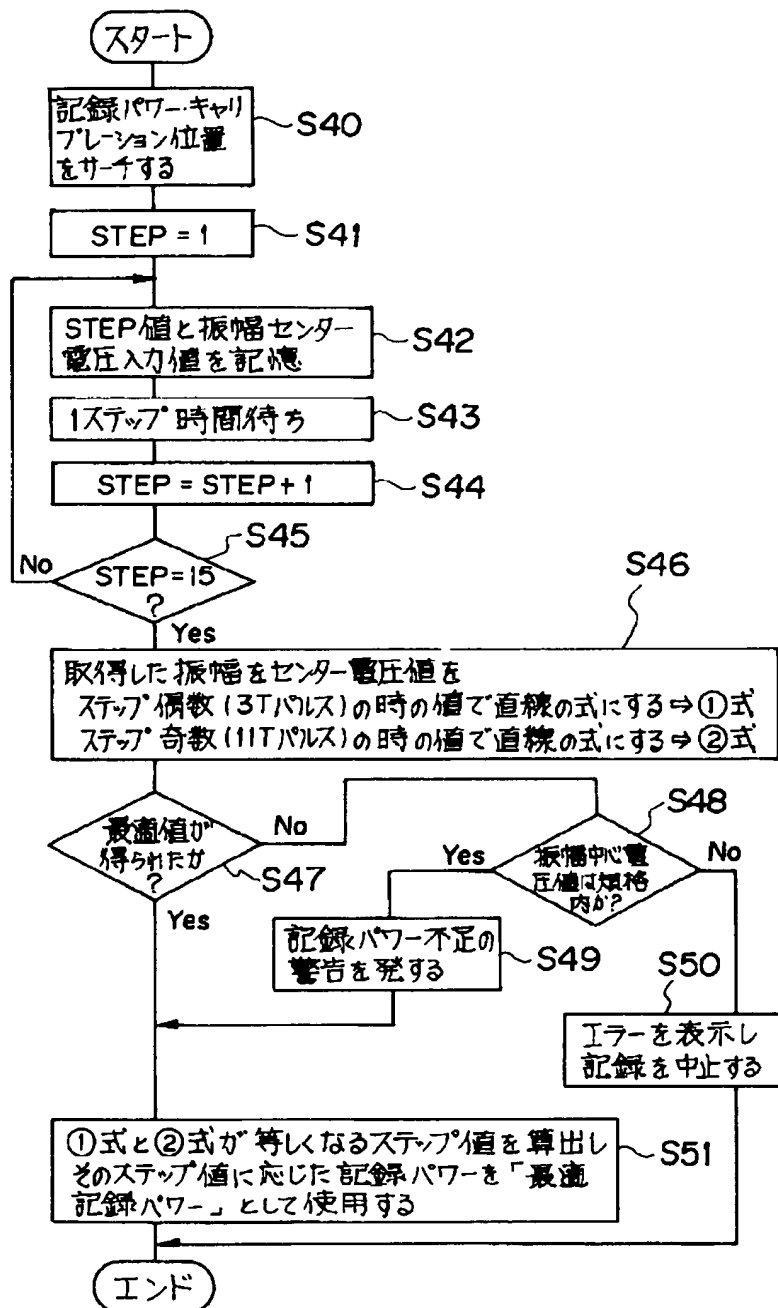 スタート
記録パワー・キャリ
ブレーション位置
をサーチする
S40
STEP = 1
S41
STEP値と振幅センター
電圧入力値を記憶
S42
1ステップ時間待ち
S43
STEP = STEP + 1
S44
S45
STEP = 15
?
No
Yes
S46
取得した振幅をセンター電圧値を
ステップ偶数(3Tパルス)の時の値で直線の式にする⇨①式
ステップ奇数(11Tパルス)の時の値で直線の式にする⇨②式
最適値が
得られたか
?
S47
No
Yes
S48
振幅中心電
圧値は規格
内か?
Yes
No
記録パワー不足の
警告を発する
S49
S50
エラーを表示し
記録を中止する
①式と②式が等しくなるステップ値を算出し
そのステップ値に応じた記録パワーを「最適
記録パワー」として使用する
S51
エンド